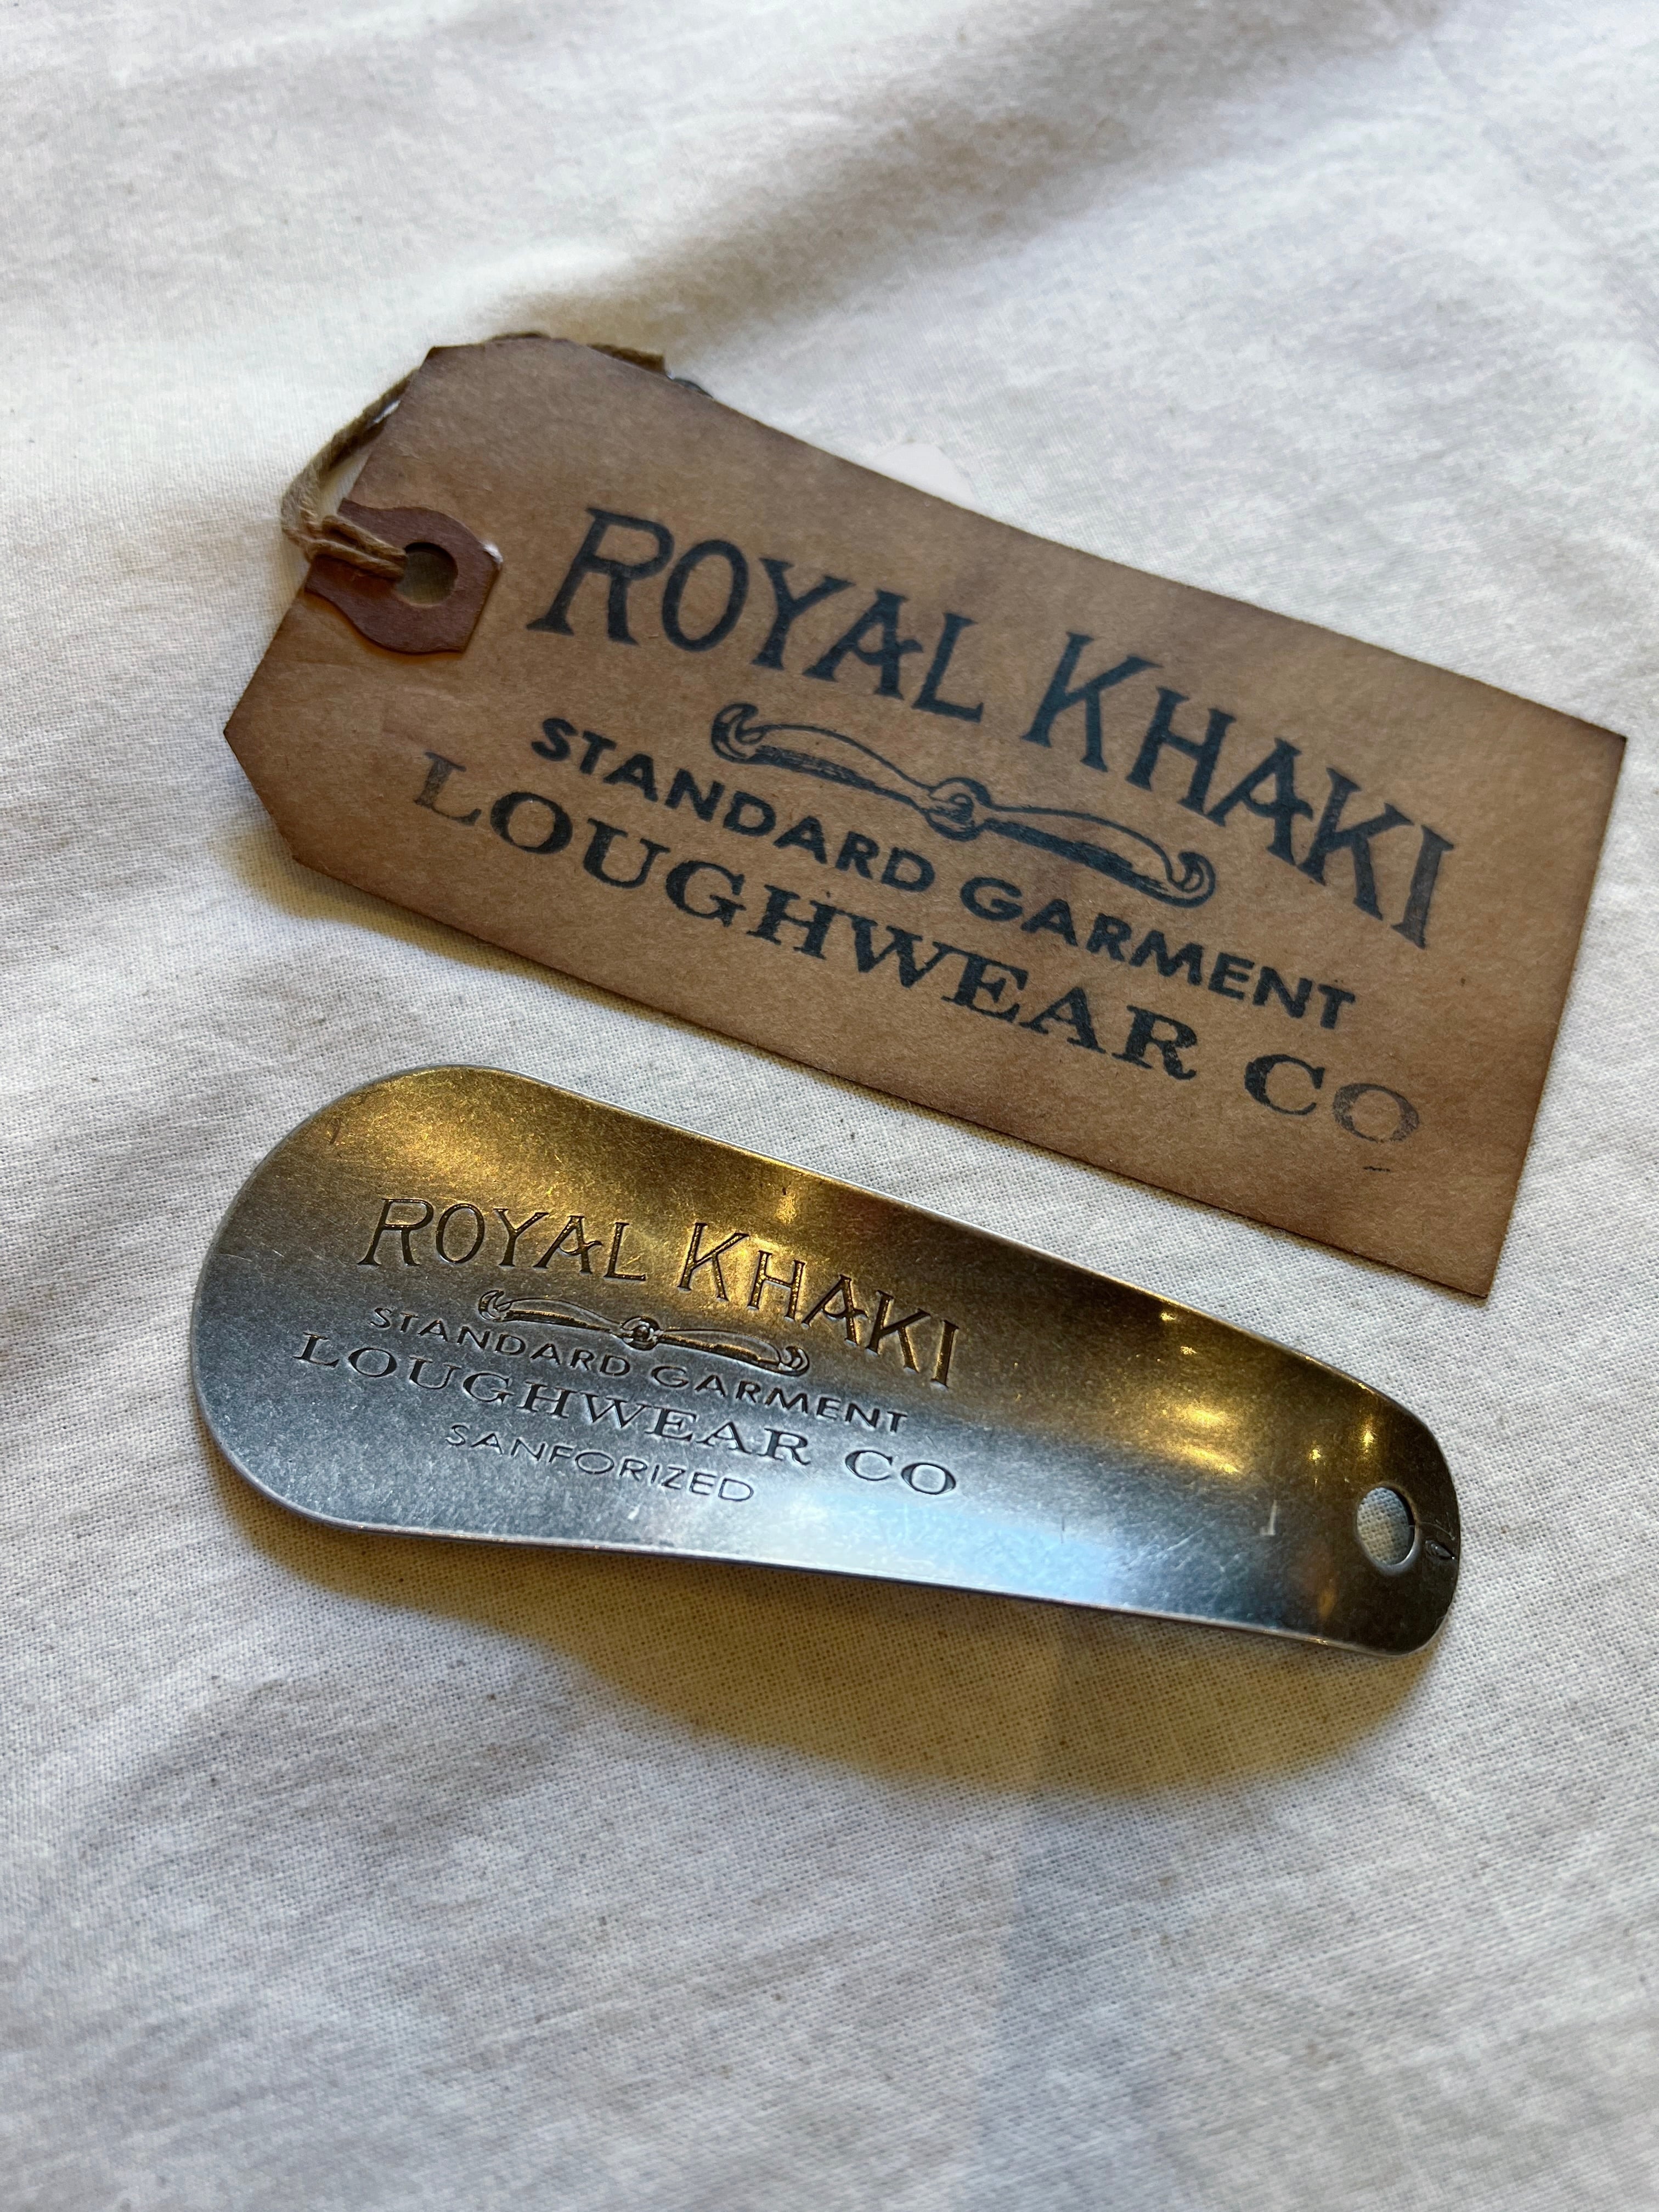 ROYAL KHAKI
STANDARD GARMENT
LOUGHWEAR CO
ROYAL KHAKI
STANDARD GARMENT
LOUGHWEAR CO
SANFORIZED